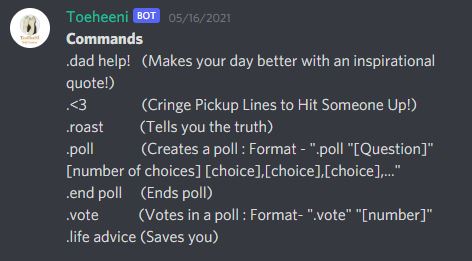 Toeheeni BOT 05/16/2021
Commands
.dad help! (Makes your day better with an inspirational
quote!)
.<3 (Cringe Pickup Lines to Hit Someone Up!)
.roast (Tells you the truth)
.poll (Creates a poll : Format - ".poll "[Question]"
[number of choices] [choice],[choice],[choice],..."
.end poll (Ends poll)
.vote (Votes in a poll : Format- ".vote" "[number]"
.life advice (Saves you)